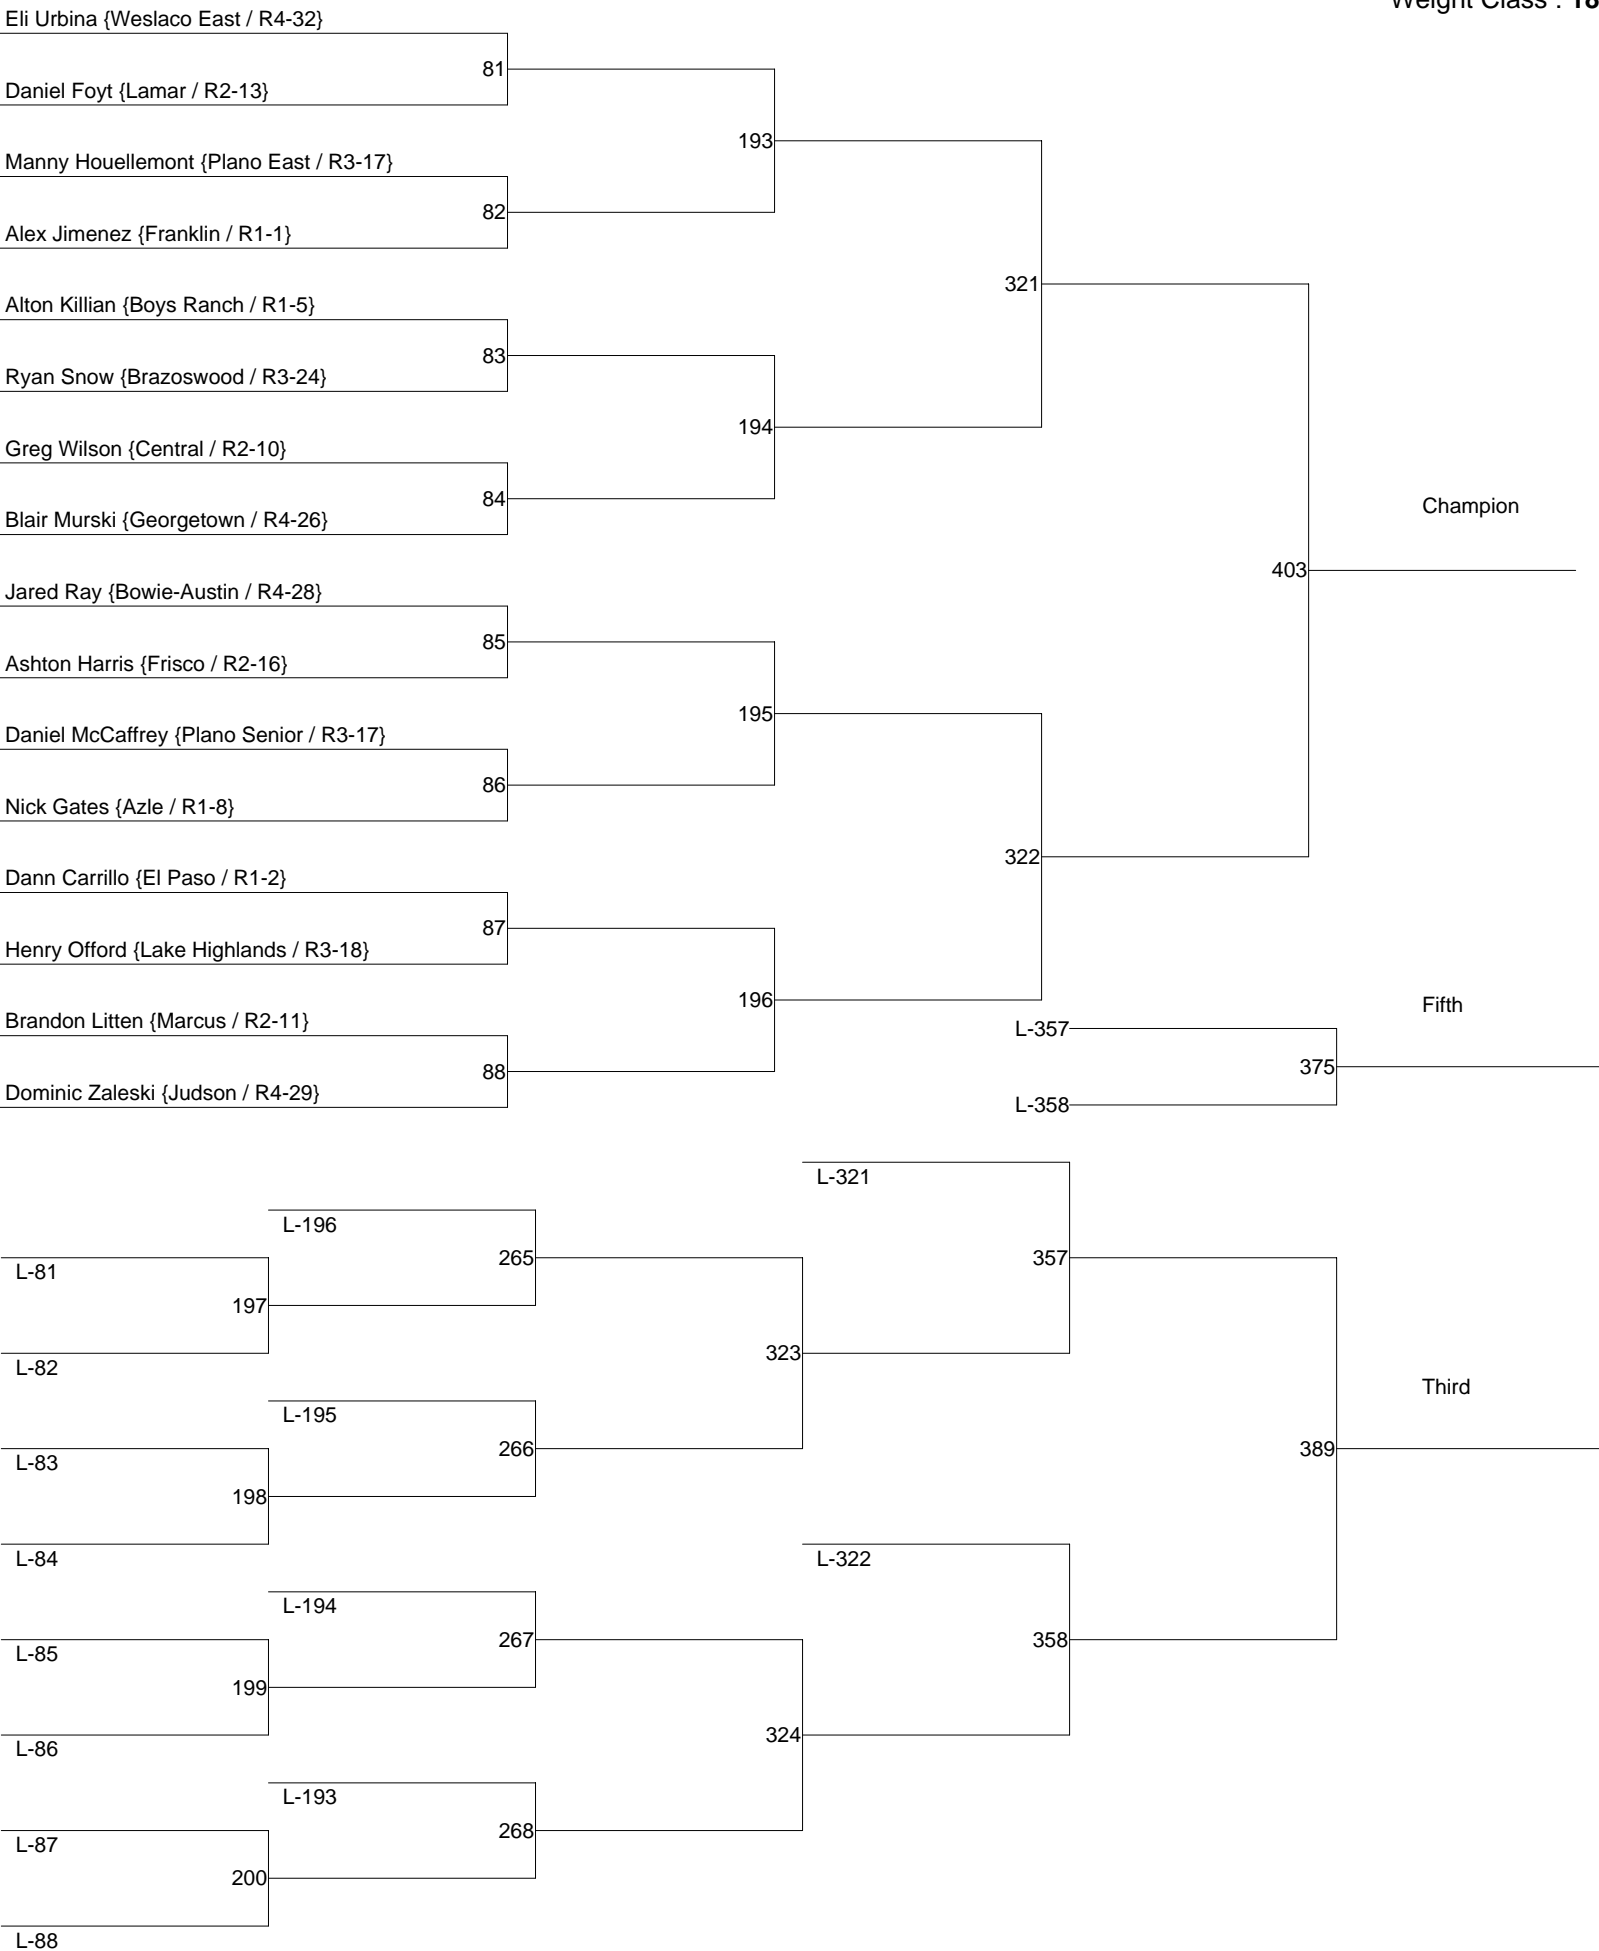 Weight Class : 18
Eli Urbina {Weslaco East / R4-32}
81
Daniel Foyt {Lamar / R2-13}
193
Manny Houellemont {Plano East / R3-17}
82
Alex Jimenez {Franklin / R1-1}
321
Alton Killian {Boys Ranch / R1-5}
83
Ryan Snow {Brazoswood / R3-24}
194
Greg Wilson {Central / R2-10}
84
Blair Murski {Georgetown / R4-26}
Champion
403
Jared Ray {Bowie-Austin / R4-28}
85
Ashton Harris {Frisco / R2-16}
195
Daniel McCaffrey {Plano Senior / R3-17}
86
Nick Gates {Azle / R1-8}
322
Dann Carrillo {El Paso / R1-2}
87
Henry Offord {Lake Highlands / R3-18}
196
Brandon Litten {Marcus / R2-11}
88
Dominic Zaleski {Judson / R4-29}
Fifth
L-357
375
L-358
L-321
L-196
265
357
L-81
197
L-82
323
Third
L-195
266
389
L-83
198
L-84
L-322
L-194
267
358
L-85
199
L-86
324
L-193
268
L-87
200
L-88